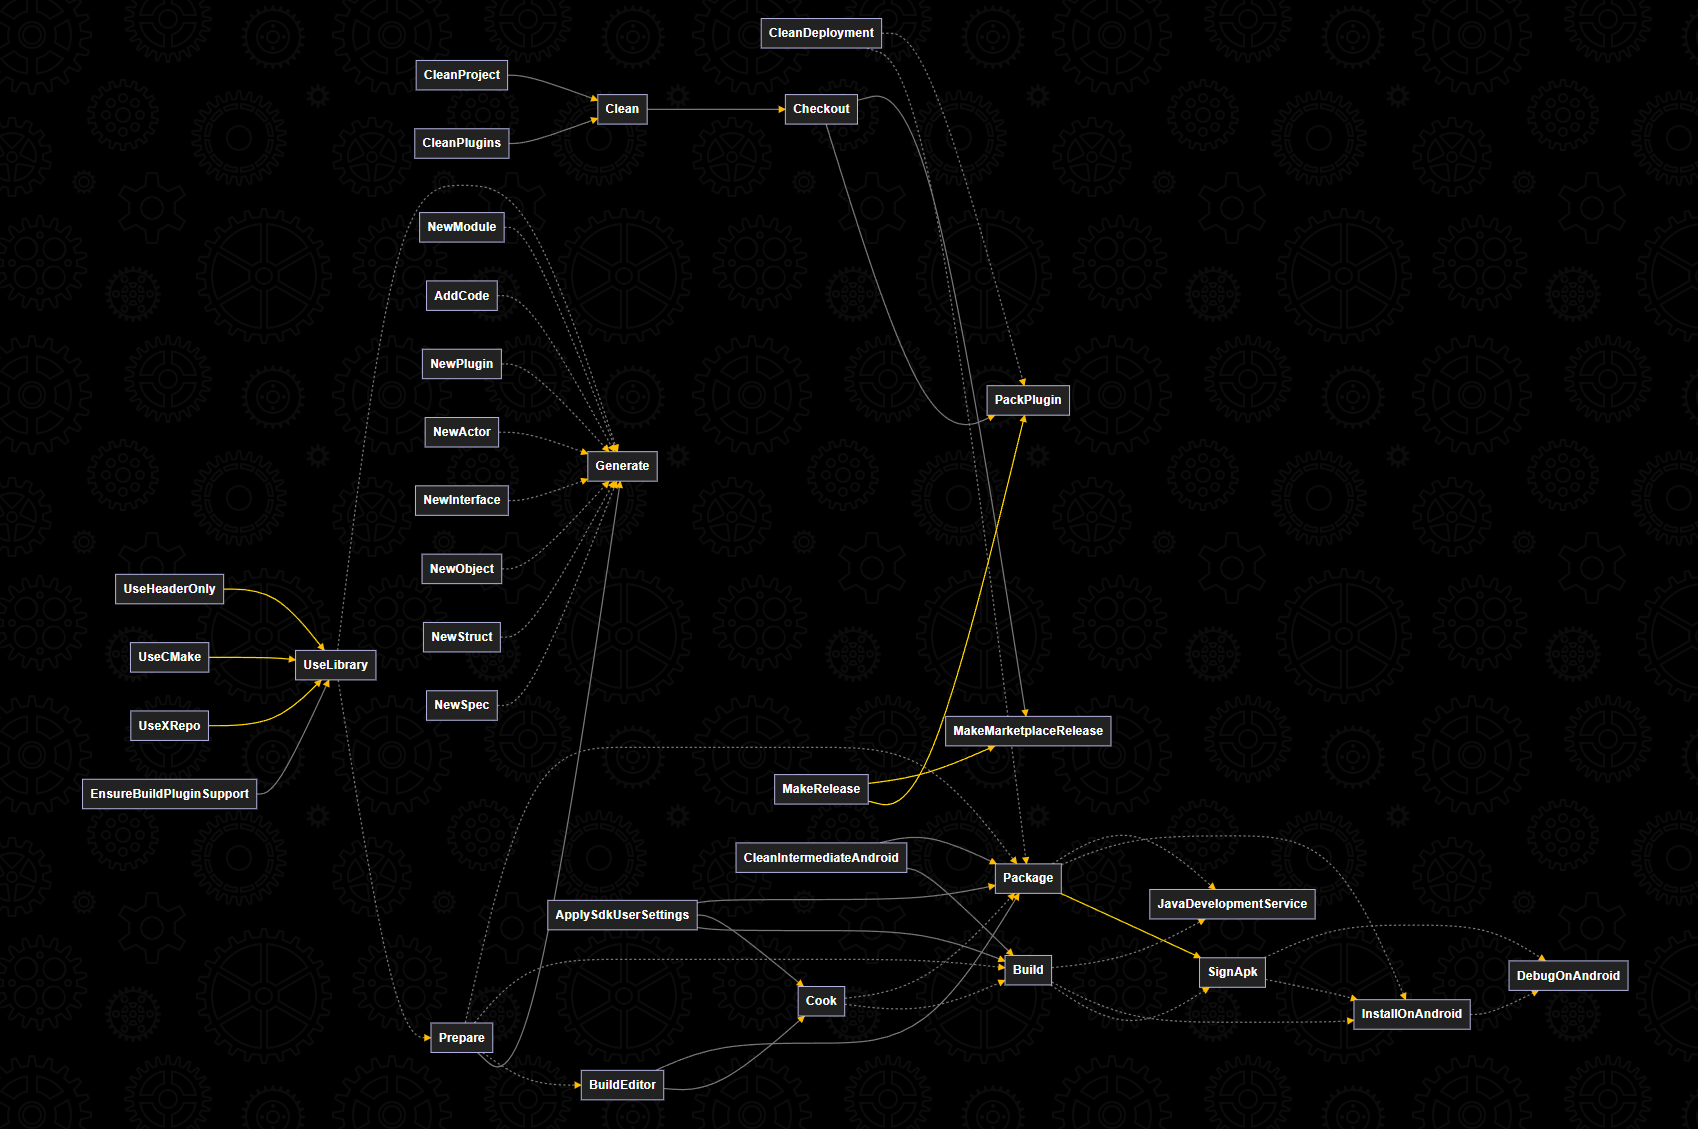 CleanDeployment
CleanProject
Clean
Checkout
CleanPlugins
NewModule
AddCode
NewPlugin
PackPlugin
NewActor
Generate
NewInterface
NewObject
UseHeaderOnly
NewStruct
UseCMake
UseLibrary
NewSpec
UseXRepo
MakeMarketplaceRelease
EnsureBuildPluginSupport
MakeRelease
CleanIntermediateAndroid
Package
JavaDevelopmentService
ApplySdkUserSettings
Build
SignApk
DebugOnAndroid
Cook
InstallOnAndroid
Prepare
BuildEditor